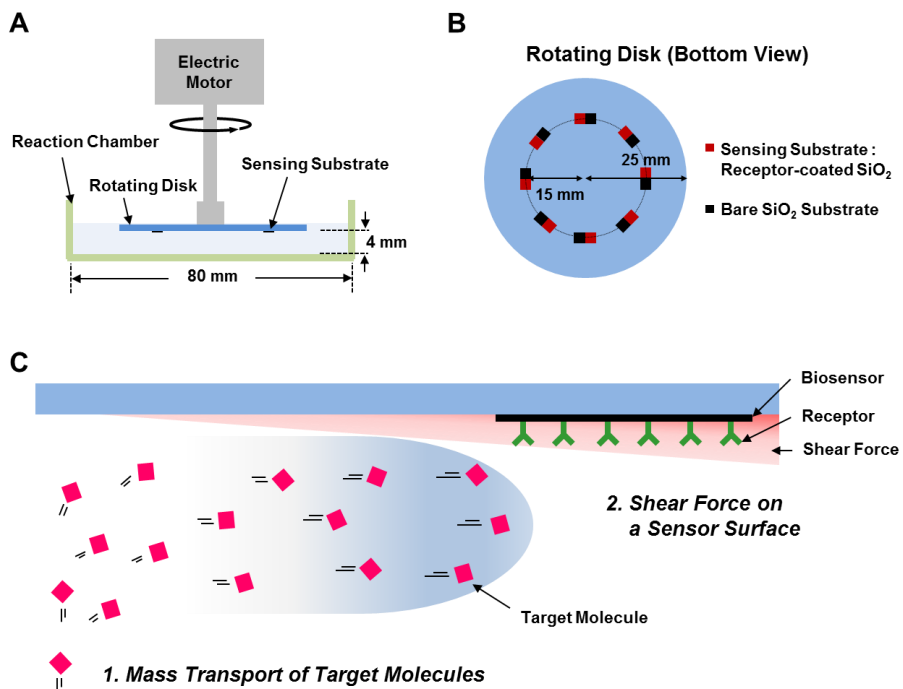 A
Electric
Motor
Reaction Chamber
Rotating Disk
Sensing Substrate
4 mm
80 mm
B
Rotating Disk (Bottom View)
25 mm
15 mm
Sensing Substrate :
Receptor-coated SiO₂
Bare SiO₂ Substrate
C
Biosensor
Receptor
Shear Force
2. Shear Force on
a Sensor Surface
Target Molecule
1. Mass Transport of Target Molecules